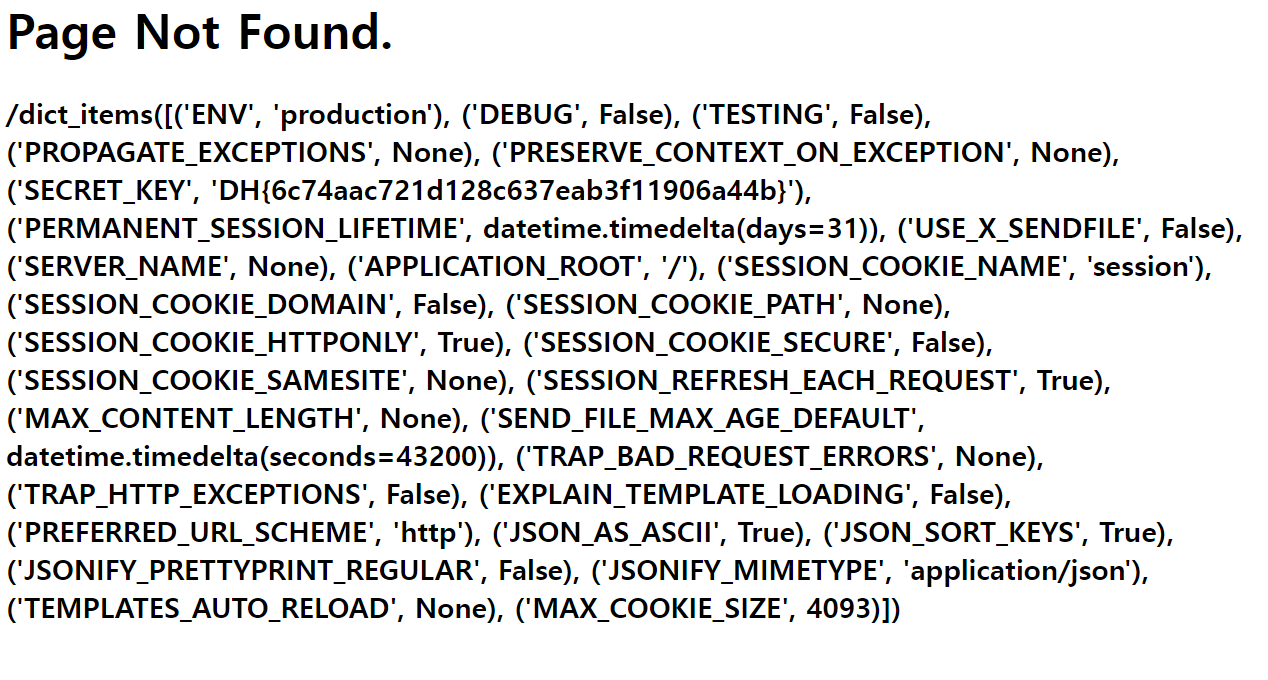 Page Not Found.
/dict_items([('ENV', 'production'), ('DEBUG', False), ('TESTING', False),
('PROPAGATE_EXCEPTIONS', None), ('PRESERVE_CONTEXT_ON_EXCEPTION', None),
('SECRET_KEY', 'DH{6c74aac721d128c637eab3f11906a44b}'),
('PERMANENT_SESSION_LIFETIME', datetime.timedelta(days=31)), ('USE_X_SENDFILE', False),
('SERVER_NAME', None), ('APPLICATION_ROOT', '/'), ('SESSION_COOKIE_NAME', 'session'),
('SESSION_COOKIE_DOMAIN', False), ('SESSION_COOKIE_PATH', None),
('SESSION_COOKIE_HTTPONLY', True), ('SESSION_COOKIE_SECURE', False),
('SESSION_COOKIE_SAMESITE', None), ('SESSION_REFRESH_EACH_REQUEST', True),
('MAX_CONTENT_LENGTH', None), ('SEND_FILE_MAX_AGE_DEFAULT',
datetime.timedelta(seconds=43200)), ('TRAP_BAD_REQUEST_ERRORS', None),
('TRAP_HTTP_EXCEPTIONS', False), ('EXPLAIN_TEMPLATE_LOADING', False),
('PREFERRED_URL_SCHEME', 'http'), ('JSON_AS_ASCII', True), ('JSON_SORT_KEYS', True),
('JSONIFY_PRETTYPRINT_REGULAR', False), ('JSONIFY_MIMETYPE', 'application/json'),
('TEMPLATES_AUTO_RELOAD', None), ('MAX_COOKIE_SIZE', 4093)])